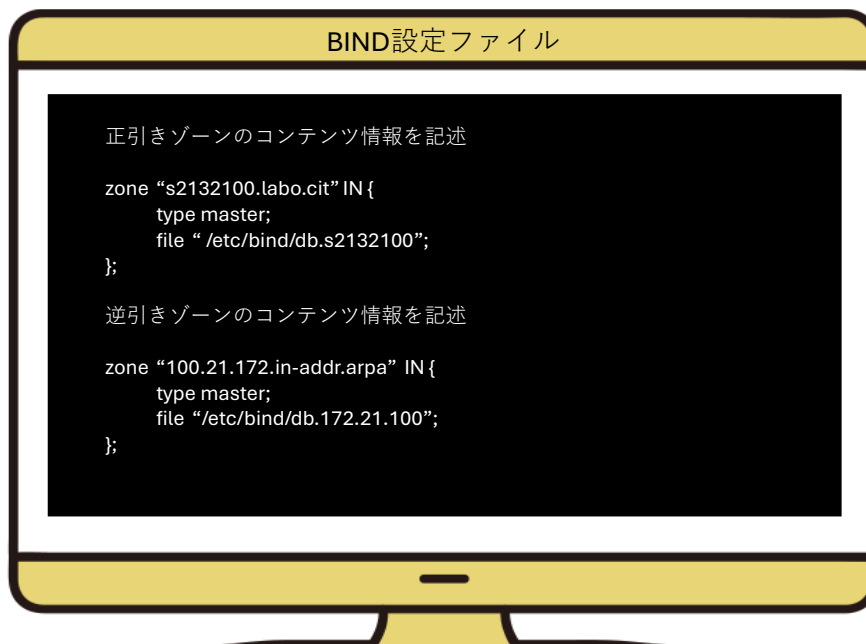 BIND設定ファイル
正引きゾーンのコンテンツ情報を記述
zone “s2132100.labo.cit” IN {
type master;
file “ /etc/bind/db.s2132100”;
};
逆引きゾーンのコンテンツ情報を記述
zone “100.21.172.in-addr.arpa” IN {
type master;
file “/etc/bind/db.172.21.100”;
};